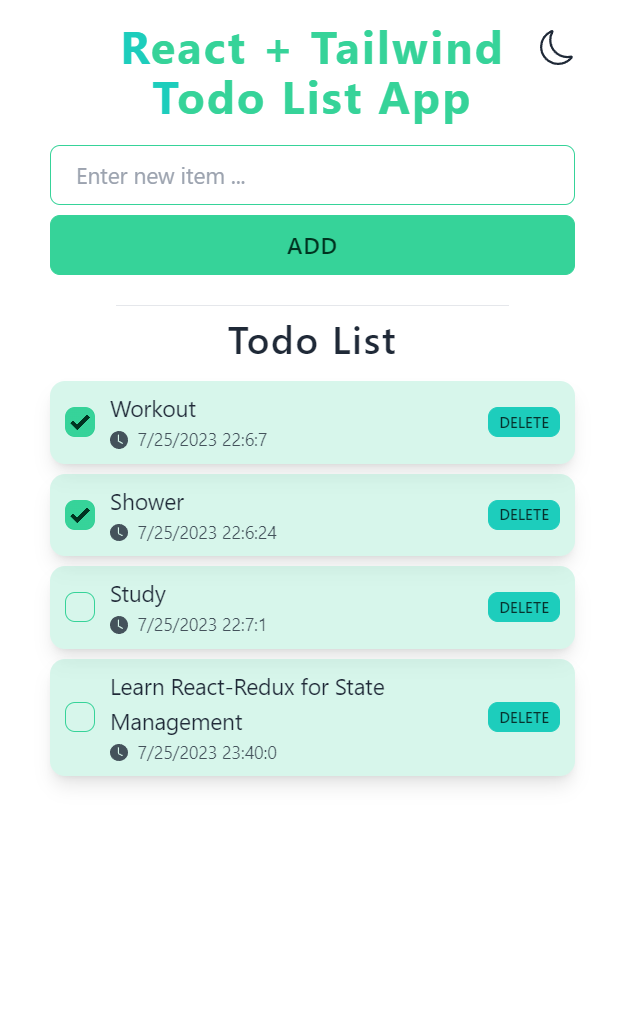 React + Tailwind
Todo List App
Enter new item ...
ADD
Todo List
Workout
7/25/2023 22:6:7
DELETE
Shower
7/25/2023 22:6:24
DELETE
Study
7/25/2023 22:7:1
DELETE
Learn React-Redux for State
Management
7/25/2023 23:40:0
DELETE